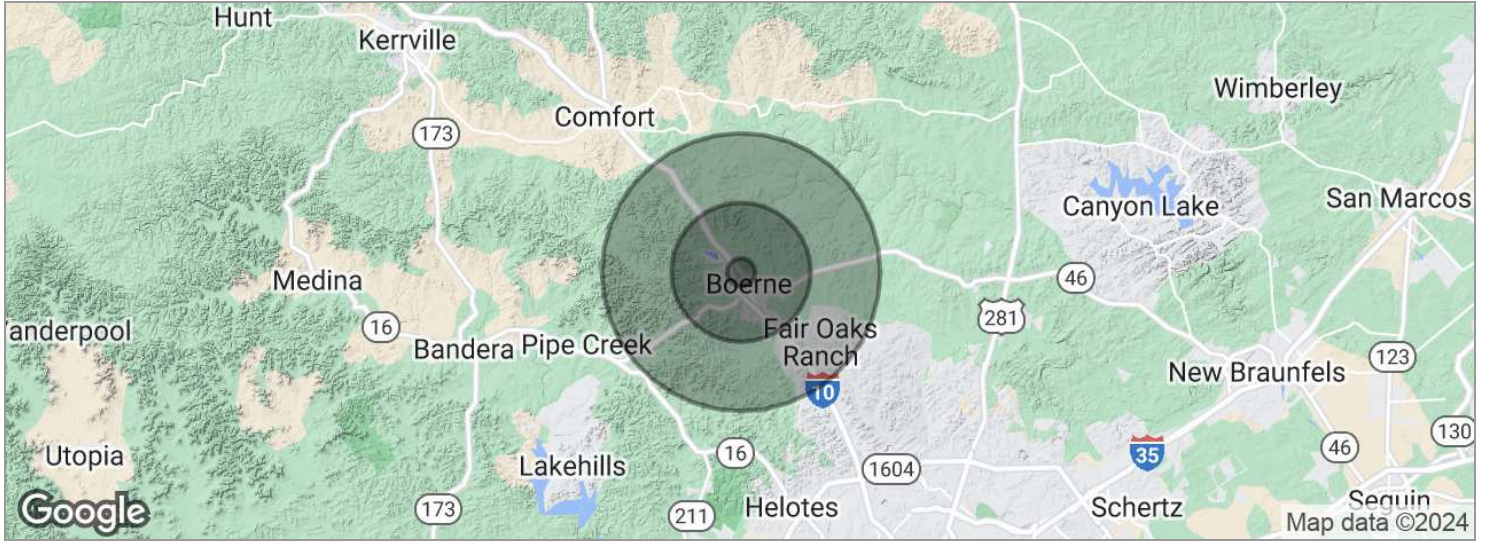 Hunt
Kerrville
Wimberley
Comfort
173
San Marcos
Canyon Lake
Medina
Boerne
46
281
16
anderpool
Fair Oaks
Ranch
Bandera
Pipe Creek
123
New Braunfels
10
130
46
Utopia
16
35
Lakehills
1604
Seguin
Helotes
Schertz
173
211
Google
Map data ©2024